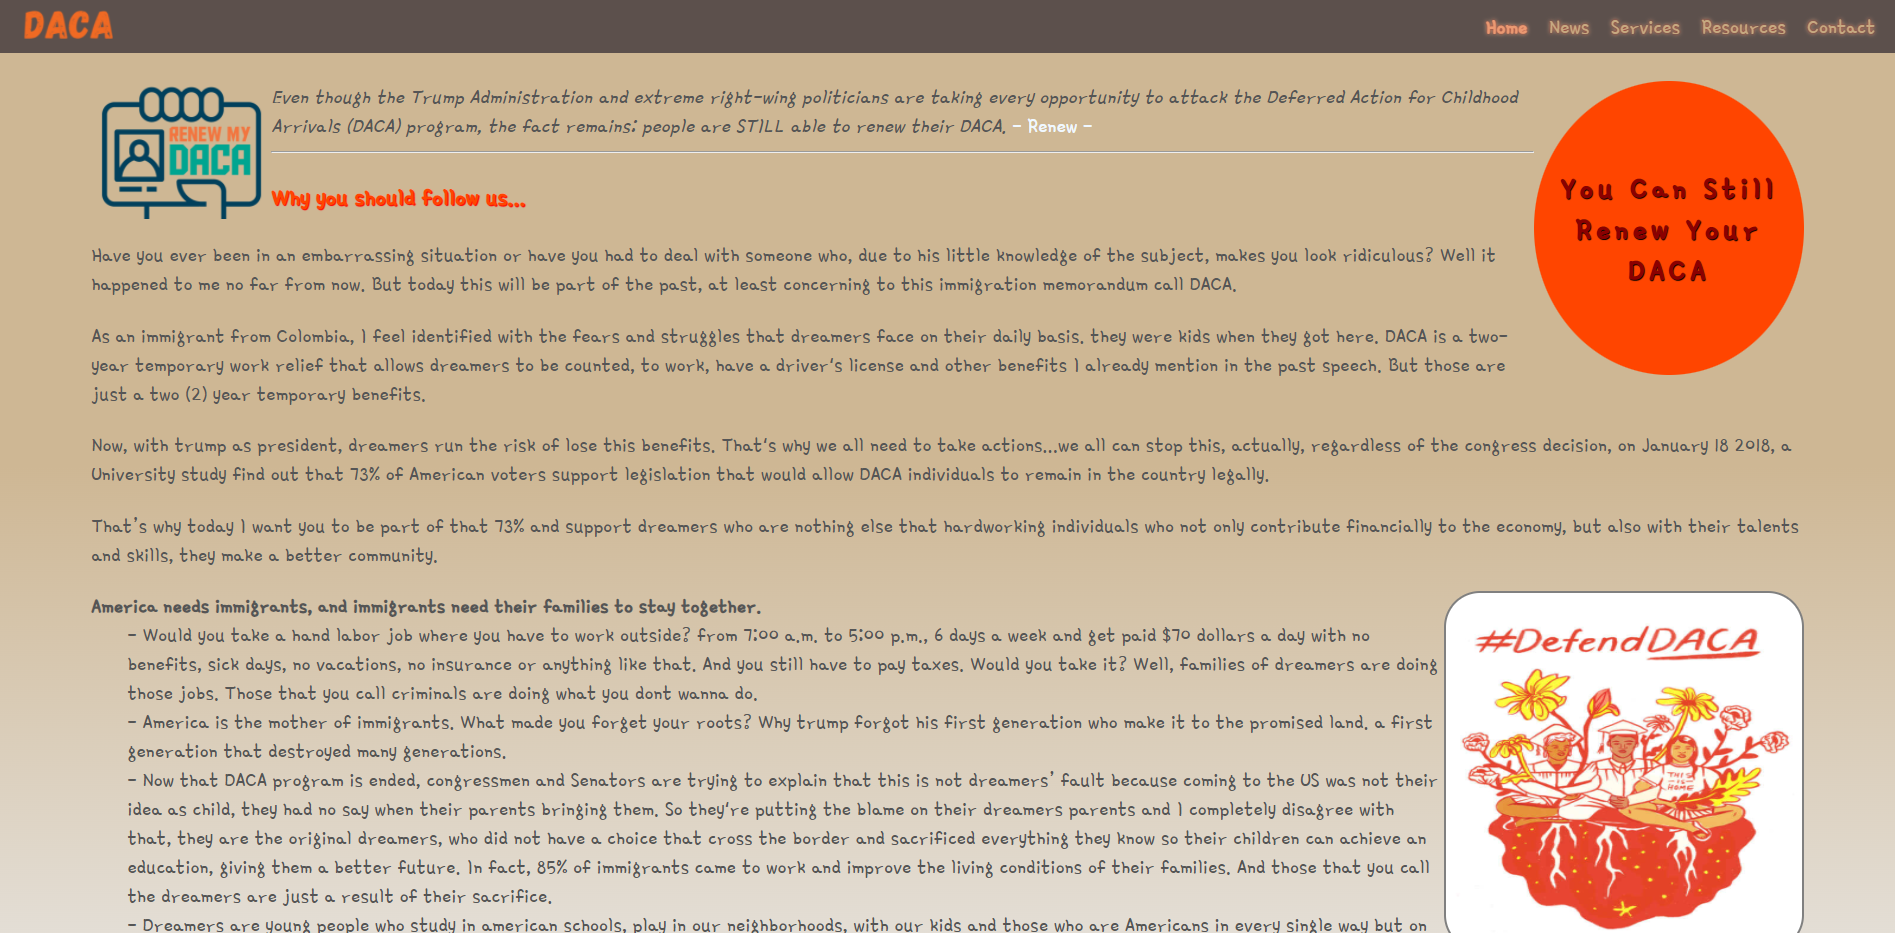 DACA
Home News Services Resources Contact
RENEW MY
DACA
Even though the Trump Administration and extreme right-wing politicians are taking every opportunity to attack the Deferred Action for Childhood
Arrivals (DACA) program, the fact remains: people are STILL able to renew their DACA. - Renew -
You Can Still
Renew Your
DACA
Why you should follow us...
Have you ever been in an embarrassing situation or have you had to deal with someone who, due to his little knowledge of the subject, makes you look ridiculous? Well it
happened to me no far from now. But today this will be part of the past, at least concerning to this immigration memorandum call DACA.
As an immigrant from Colombia, I feel identified with the fears and struggles that dreamers face on their daily basis. they were kids when they got here. DACA is a two-
year temporary work relief that allows dreamers to be counted, to work, have a driver's license and other benefits I already mention in the past speech. But those are
just a two (2) year temporary benefits.
Now, with trump as president, dreamers run the risk of lose this benefits. That's why we all need to take actions...we all can stop this, actually, regardless of the congress decision, on January 18 2018, a
University study find out that 73% of American voters support legislation that would allow DACA individuals to remain in the country legally.
That's why today I want you to be part of that 73% and support dreamers who are nothing else that hardworking individuals who not only contribute financially to the economy, but also with their talents
and skills, they make a better community.
America needs immigrants, and immigrants need their families to stay together.
- Would you take a hand labor job where you have to work outside? from 7:00 a.m. to 5:00 p.m., 6 days a week and get paid $70 dollars a day with no
benefits, sick days, no vacations, no insurance or anything like that. And you still have to pay taxes. Would you take it? Well, families of dreamers are doing
those jobs. Those that you call criminals are doing what you dont wanna do.
- America is the mother of immigrants. What made you forget your roots? Why trump forgot his first generation who make it to the promised land. a first
generation that destroyed many generations.
- Now that DACA program is ended, congressmen and Senators are trying to explain that this is not dreamers' fault because coming to the US was not their
idea as child, they had no say when their parents bringing them. So they're putting the blame on their dreamers parents and I completely disagree with
that, they are the original dreamers, who did not have a choice that cross the border and sacrificed everything they know so their children can achieve an
education, giving them a better future. In fact, 85% of immigrants came to work and improve the living conditions of their families. And those that you call
the dreamers are just a result of their sacrifice.
- Dreamers are young people who study in american schools, play in our neighborhoods, with our kids and those who are Americans in every single way but on
#DefendDACA
THIS
IS
HOME